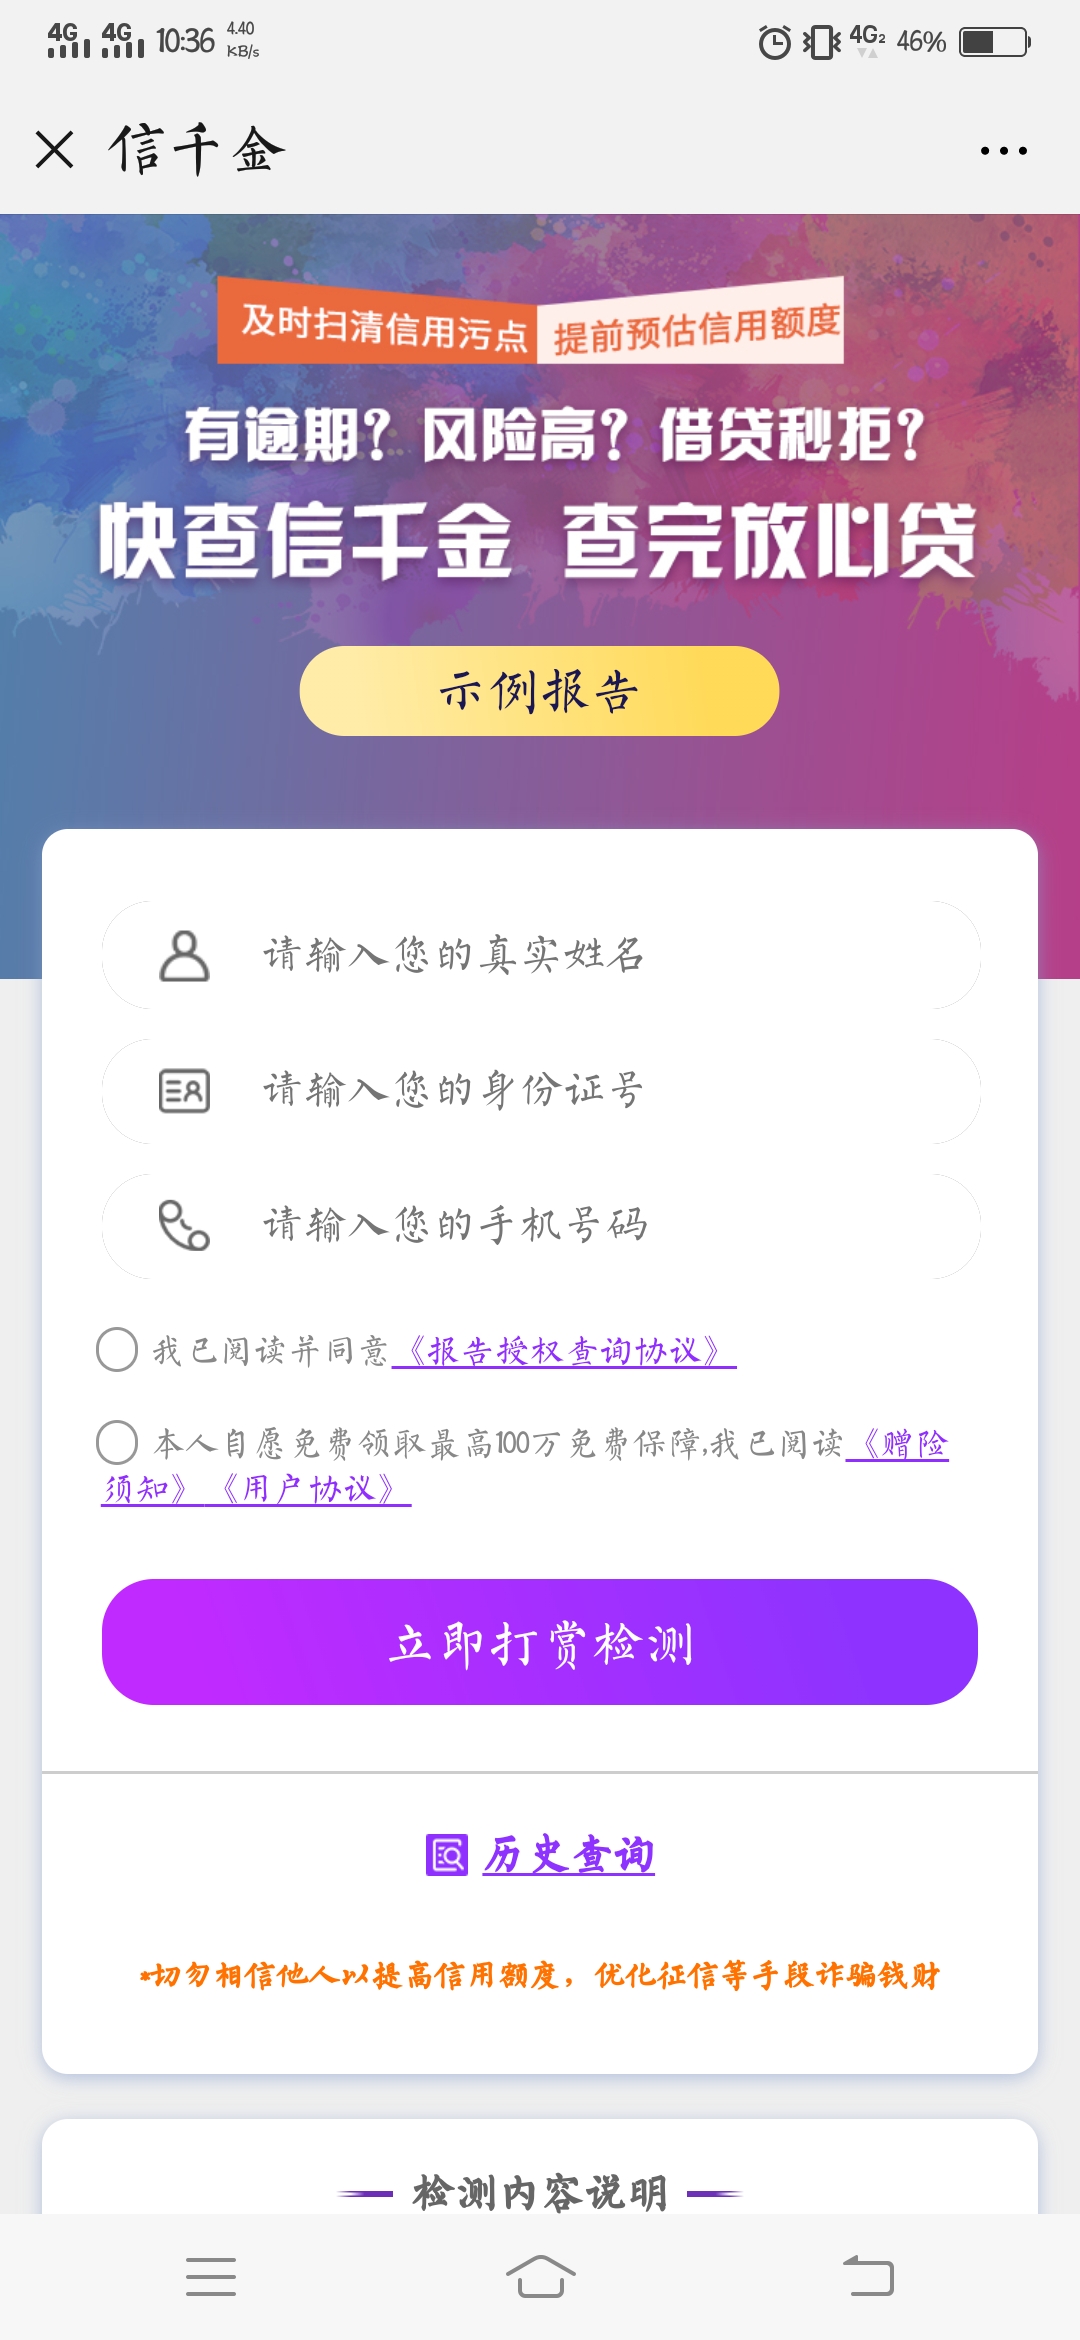 4G 4G 10:36 4.40 KB/s 4G2 46%
信千金
及时扫清信用污点 提前预估信用额度
有逾期？风险高？借贷秒拒？
快查信千金 查完放心贷
示例报告
请输入您的真实姓名
请输入您的身份证号
请输入您的手机号码
我已阅读并同意《报告授权查询协议》
本人自愿免费领取最高100万免费保障,我已阅读《赠险
须知》《用户协议》
立即打赏检测
历史查询
*切勿相信他人以提高信用额度，优化征信等手段诈骗钱财
检测内容说明